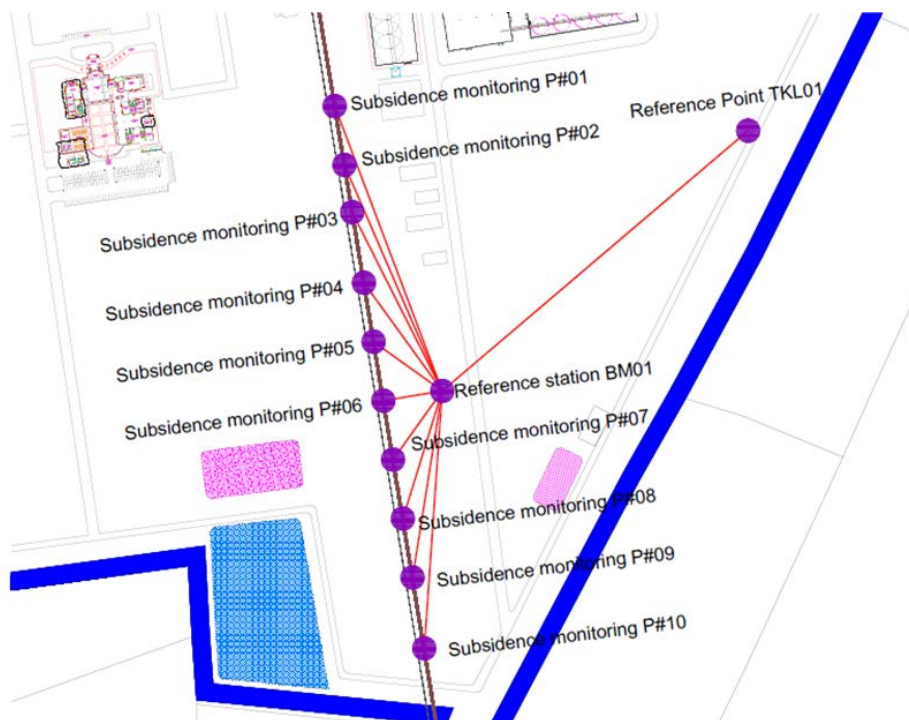 Subsidence monitoring P#01
Reference Point TKL01
Subsidence monitoring P#02
Subsidence monitoring P#03
Subsidence monitoring P#04
Subsidence monitoring P#05
Reference station BM01
Subsidence monitoring P#06
Subsidence monitoring P#07
Subsidence monitoring P#08
Subsidence monitoring P#09
Subsidence monitoring P#10